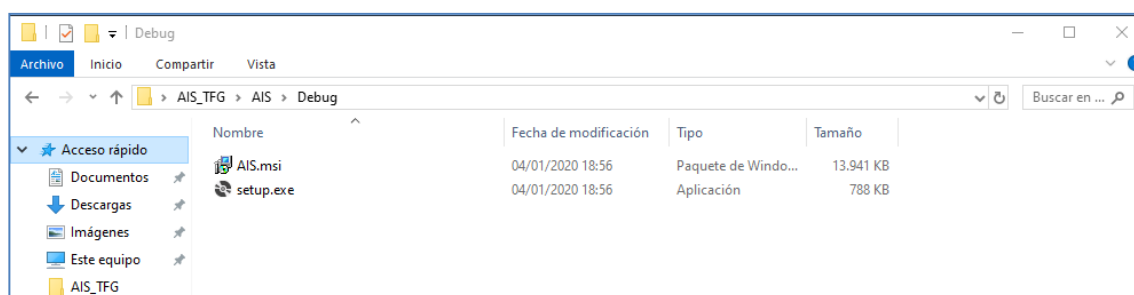 Debug
Archivo Inicio Compartir Vista
AIS_TFG > AIS > Debug Buscar en ...
Nombre Fecha de modificación Tipo Tamaño
Acceso rápido
AIS.msi 04/01/2020 18:56 Paquete de Windo... 13.941 KB
Documentos
setup.exe 04/01/2020 18:56 Aplicación 788 KB
Descargas
Imágenes
Este equipo
AIS_TFG